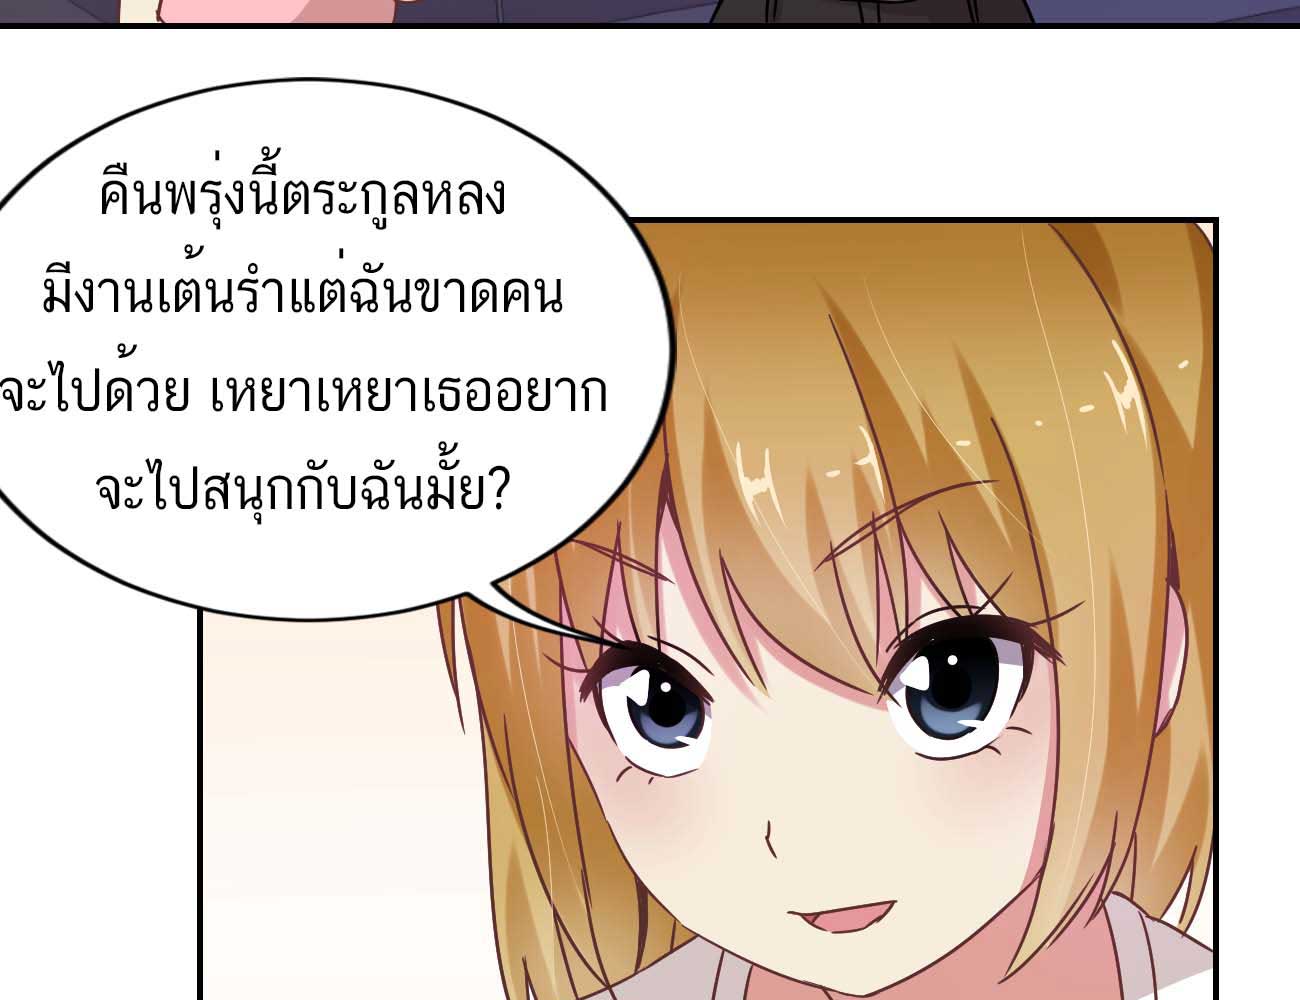 คืนพรุ่งนี้ตระกูลหลง
มีงานเต้นรำแต่ฉันขาดคน
จะไปด้วย เหยาเหยาเธออยาก
จะไปสนุกกับฉันมั้ย?